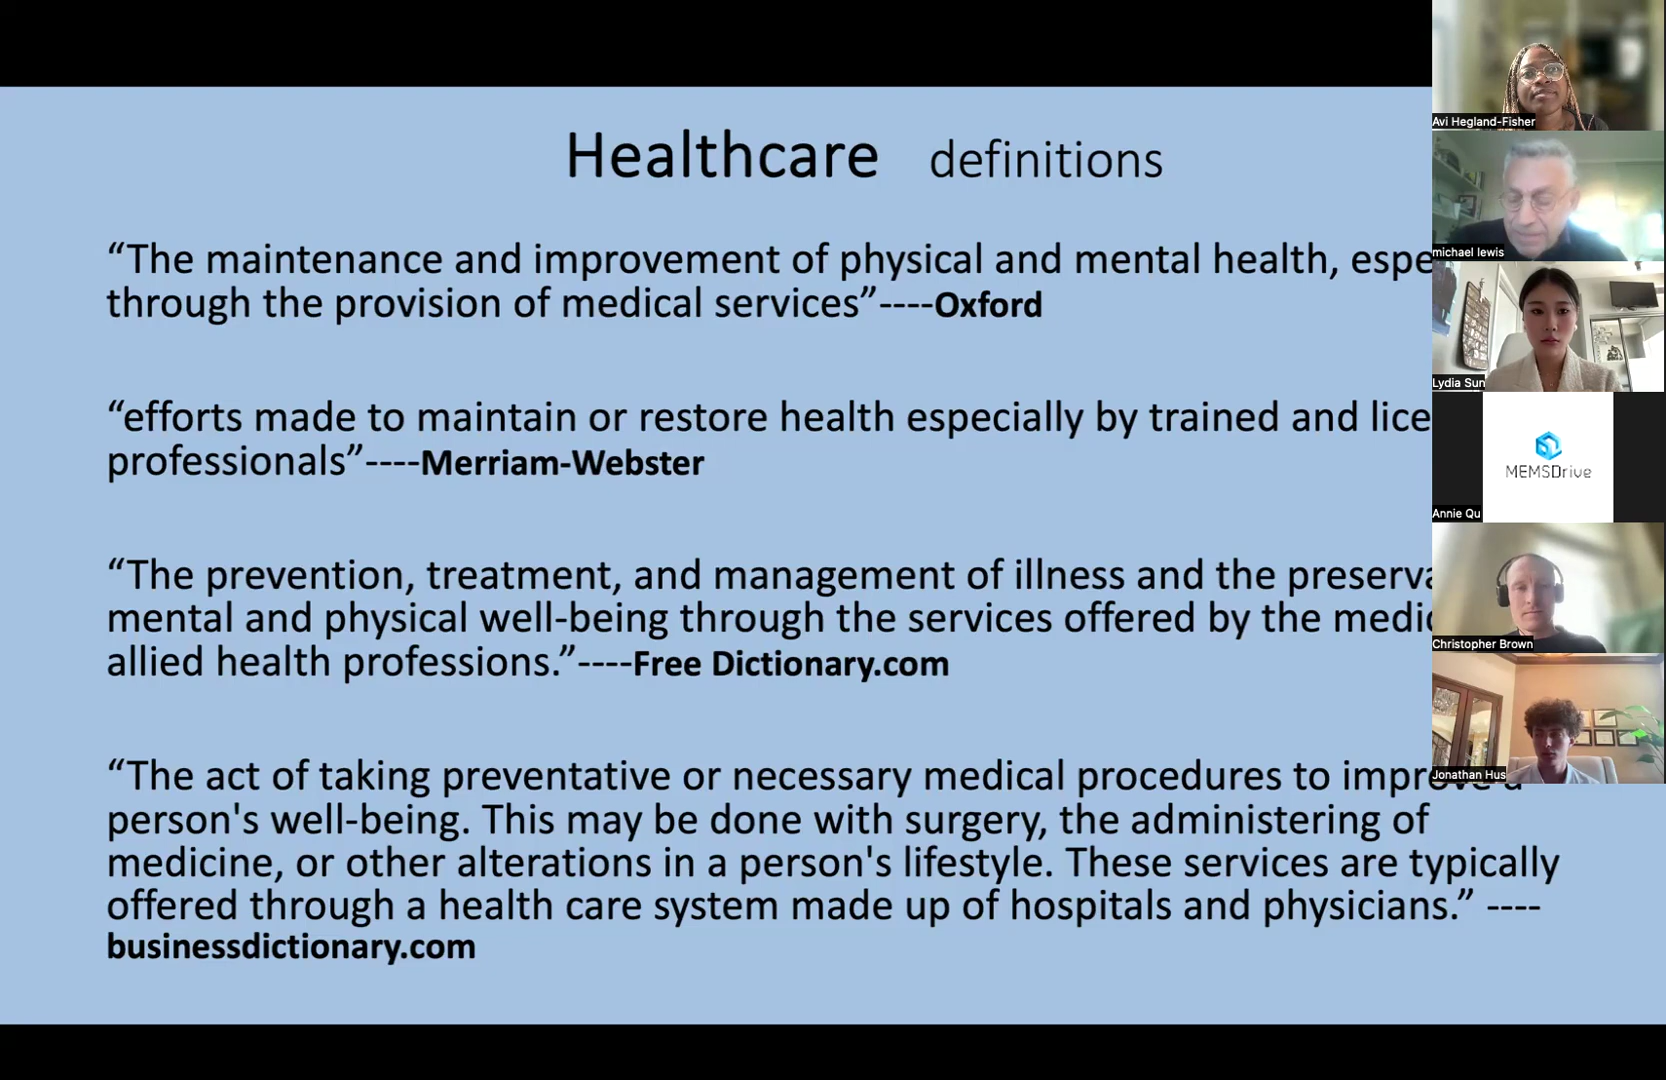 Healthcare definitions
“The maintenance and improvement of physical and mental health, espe
through the provision of medical services”----Oxford
“efforts made to maintain or restore health especially by trained and lice
professionals”----Merriam-Webster
“The prevention, treatment, and management of illness and the preserva
mental and physical well-being through the services offered by the medic
allied health professions.”----Free Dictionary.com
“The act of taking preventative or necessary medical procedures to improve a
person's well-being. This may be done with surgery, the administering of
medicine, or other alterations in a person's lifestyle. These services are typically
offered through a health care system made up of hospitals and physicians.” ----
businessdictionary.com
Avi Hegland-Fisher
michael lewis
Lydia Sun
MEMSDrive
Annie Qu
Christopher Brown
Jonathan Hus